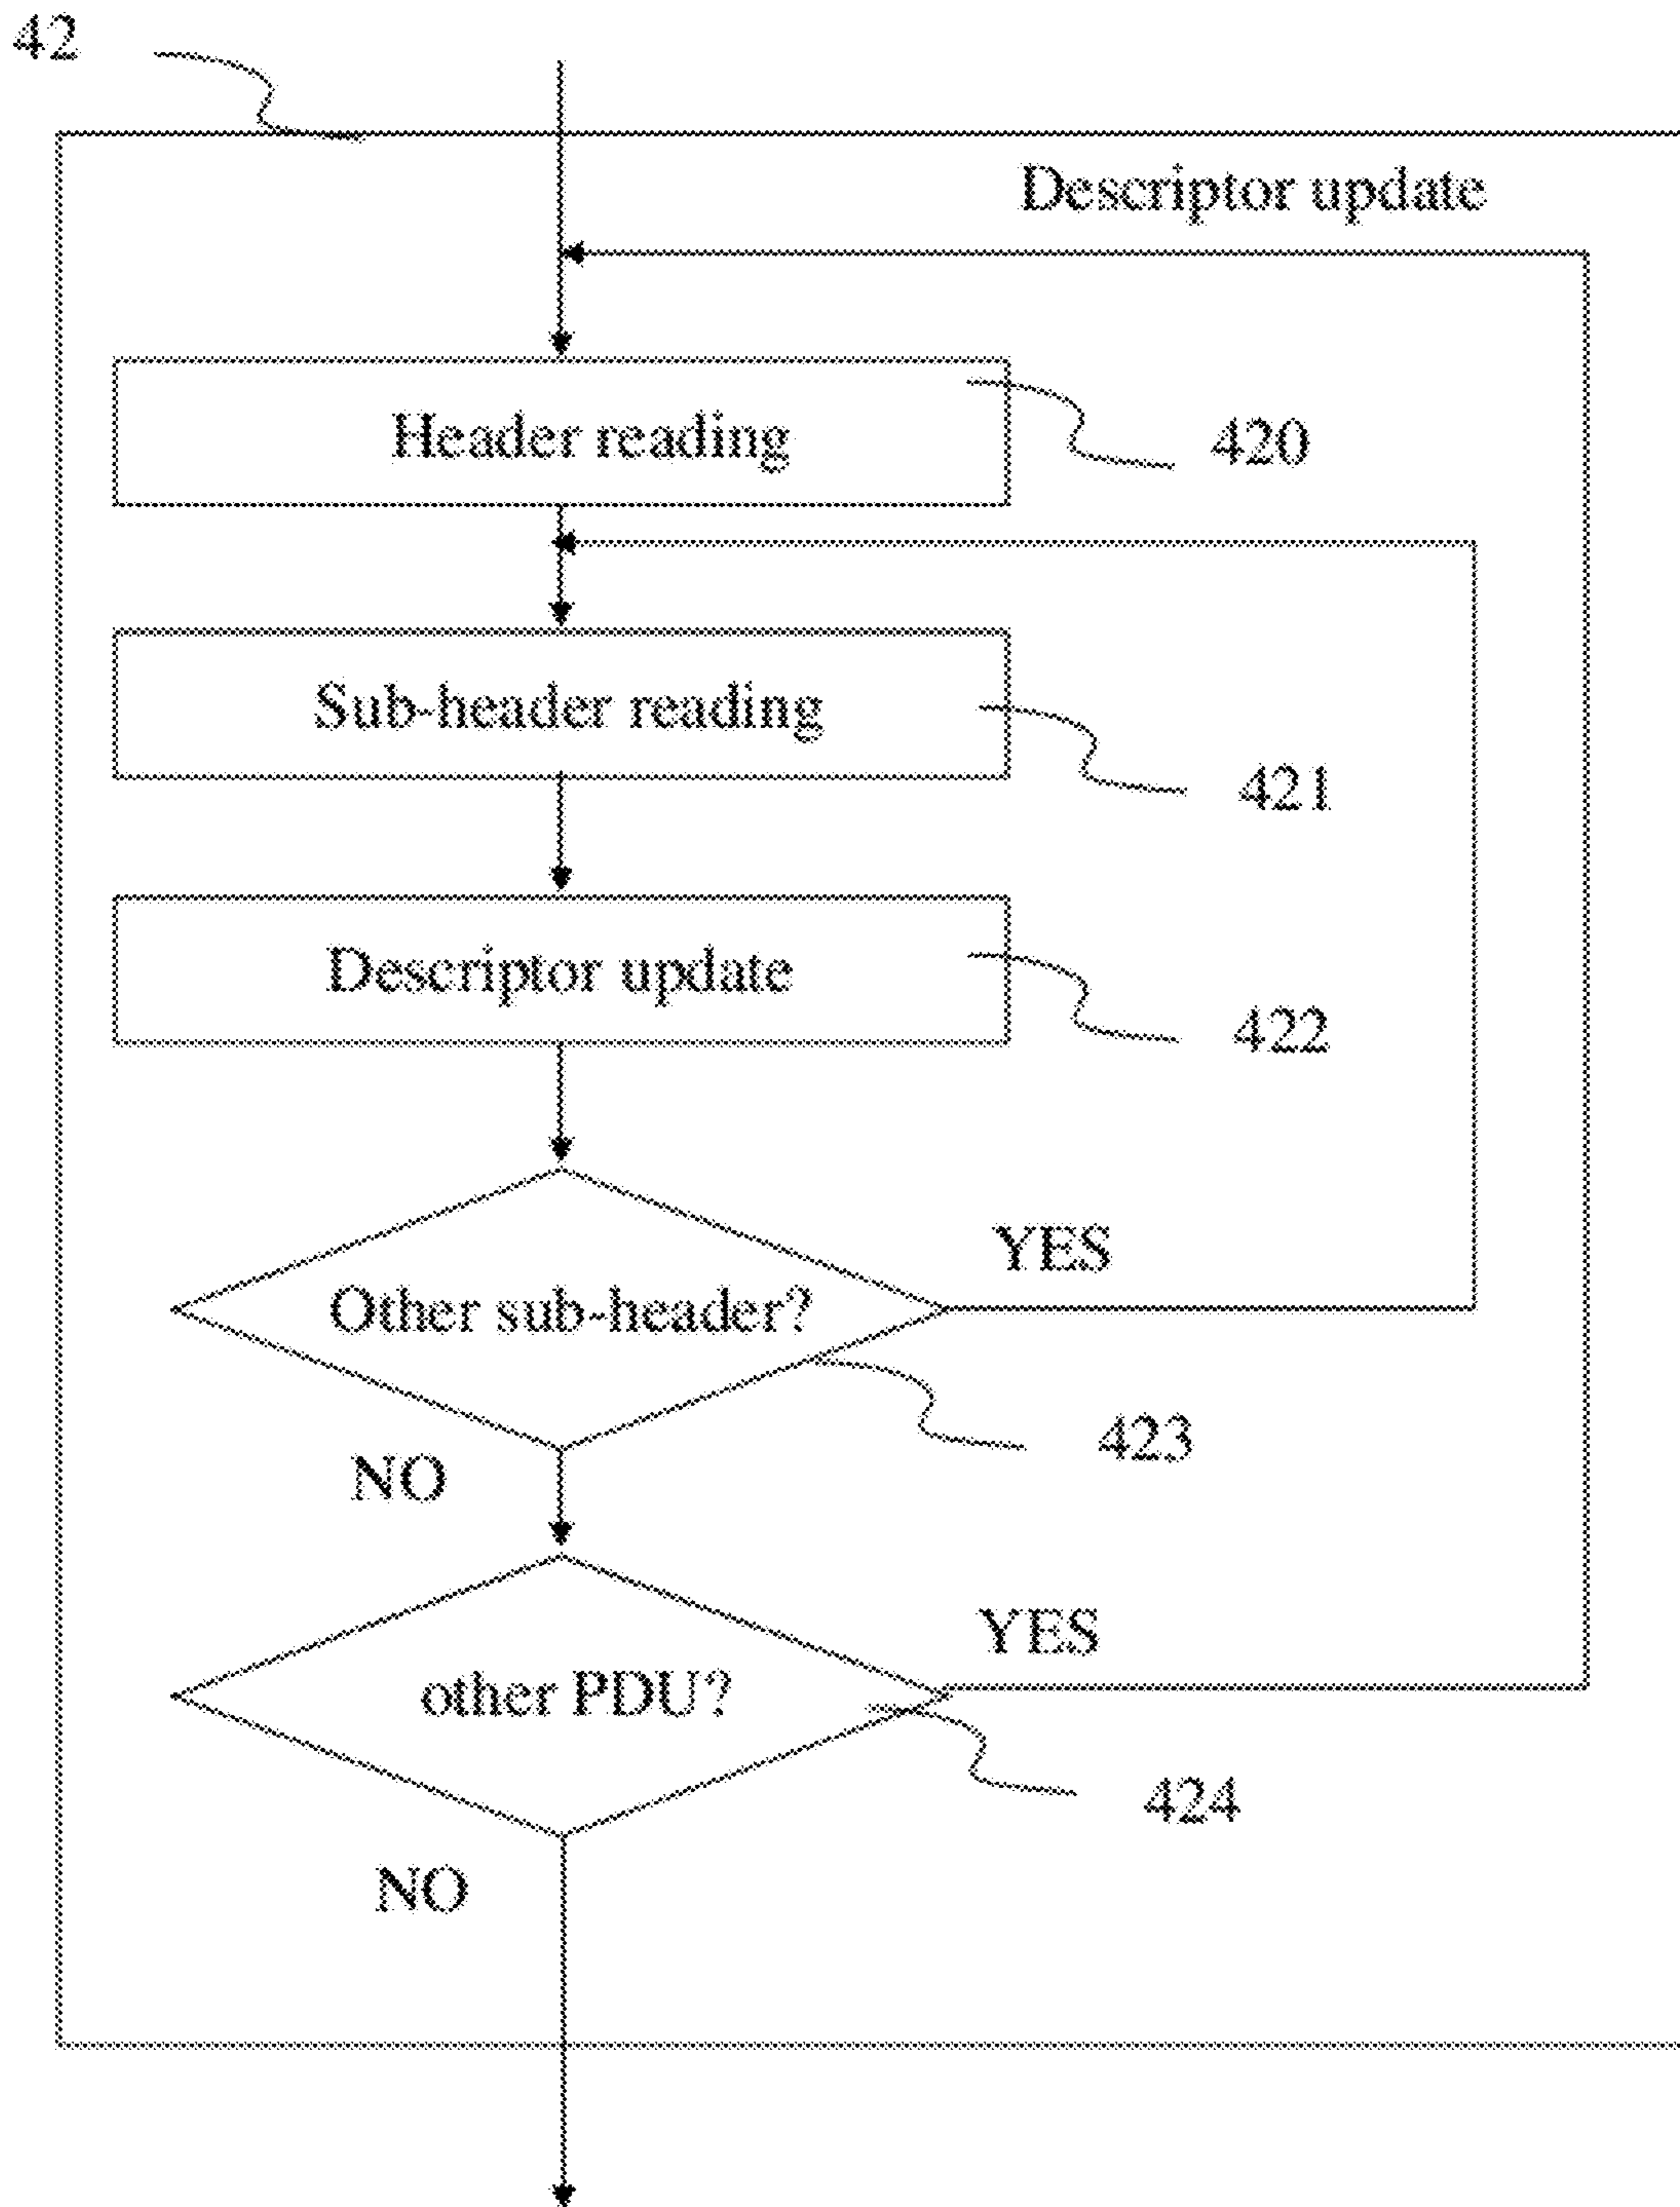 42
Descriptor update
Header reading
420
Sub-header reading
421
Descriptor update
422
YES
Other sub-header?
423
NO
YES
other PDU?
424
NO